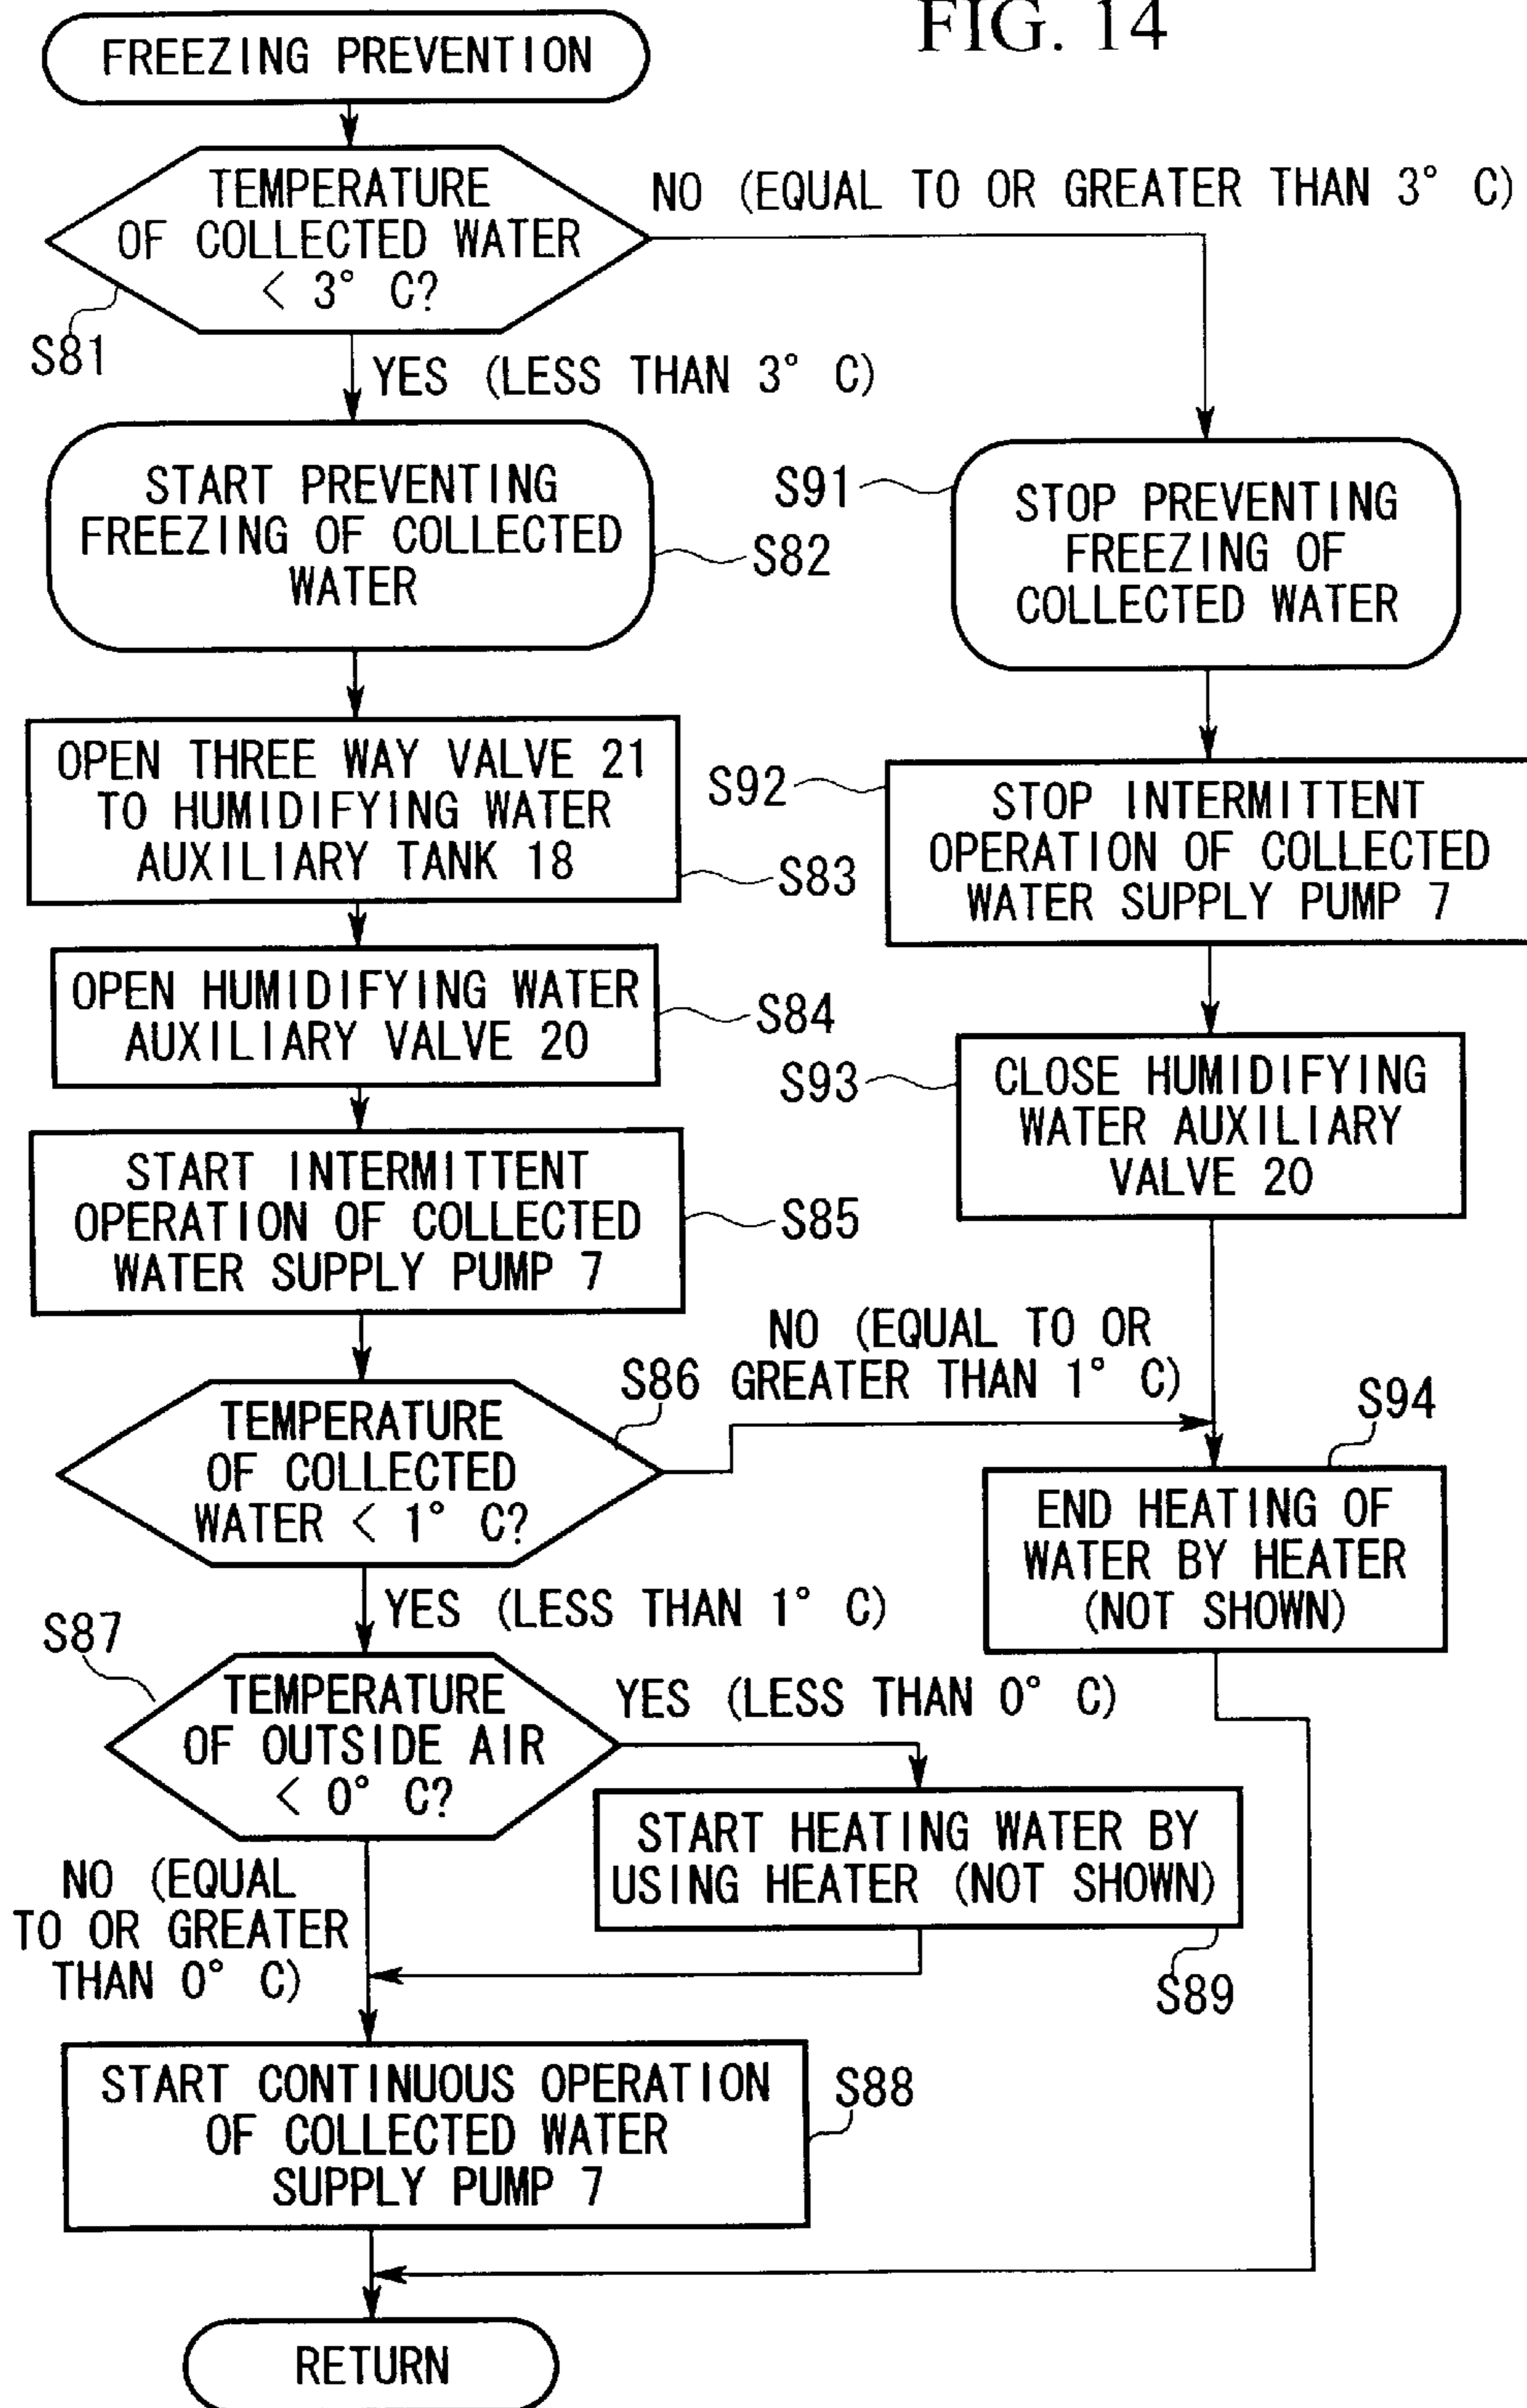 FIG. 14
FREEZING PREVENTION
TEMPERATURE
OF COLLECTED WATER
< 3° C?
NO (EQUAL TO OR GREATER THAN 3° C)
S81
YES (LESS THAN 3° C)
START PREVENTING
FREEZING OF COLLECTED
WATER
S82
S91
STOP PREVENTING
FREEZING OF
COLLECTED WATER
OPEN THREE WAY VALVE 21
TO HUMIDIFYING WATER
AUXILIARY TANK 18
S83
S92
STOP INTERMITTENT
OPERATION OF COLLECTED
WATER SUPPLY PUMP 7
OPEN HUMIDIFYING WATER
AUXILIARY VALVE 20
S84
S93
CLOSE HUMIDIFYING
WATER AUXILIARY
VALVE 20
START INTERMITTENT
OPERATION OF COLLECTED
WATER SUPPLY PUMP 7
S85
NO (EQUAL TO OR
GREATER THAN 1° C)
S86
TEMPERATURE
OF COLLECTED
WATER < 1° C?
S94
END HEATING OF
WATER BY HEATER
(NOT SHOWN)
YES (LESS THAN 1° C)
S87
TEMPERATURE
OF OUTSIDE AIR
< 0° C?
YES (LESS THAN 0° C)
START HEATING WATER BY
USING HEATER (NOT SHOWN)
S89
NO (EQUAL
TO OR GREATER
THAN 0° C)
START CONTINUOUS OPERATION
OF COLLECTED WATER
SUPPLY PUMP 7
S88
RETURN